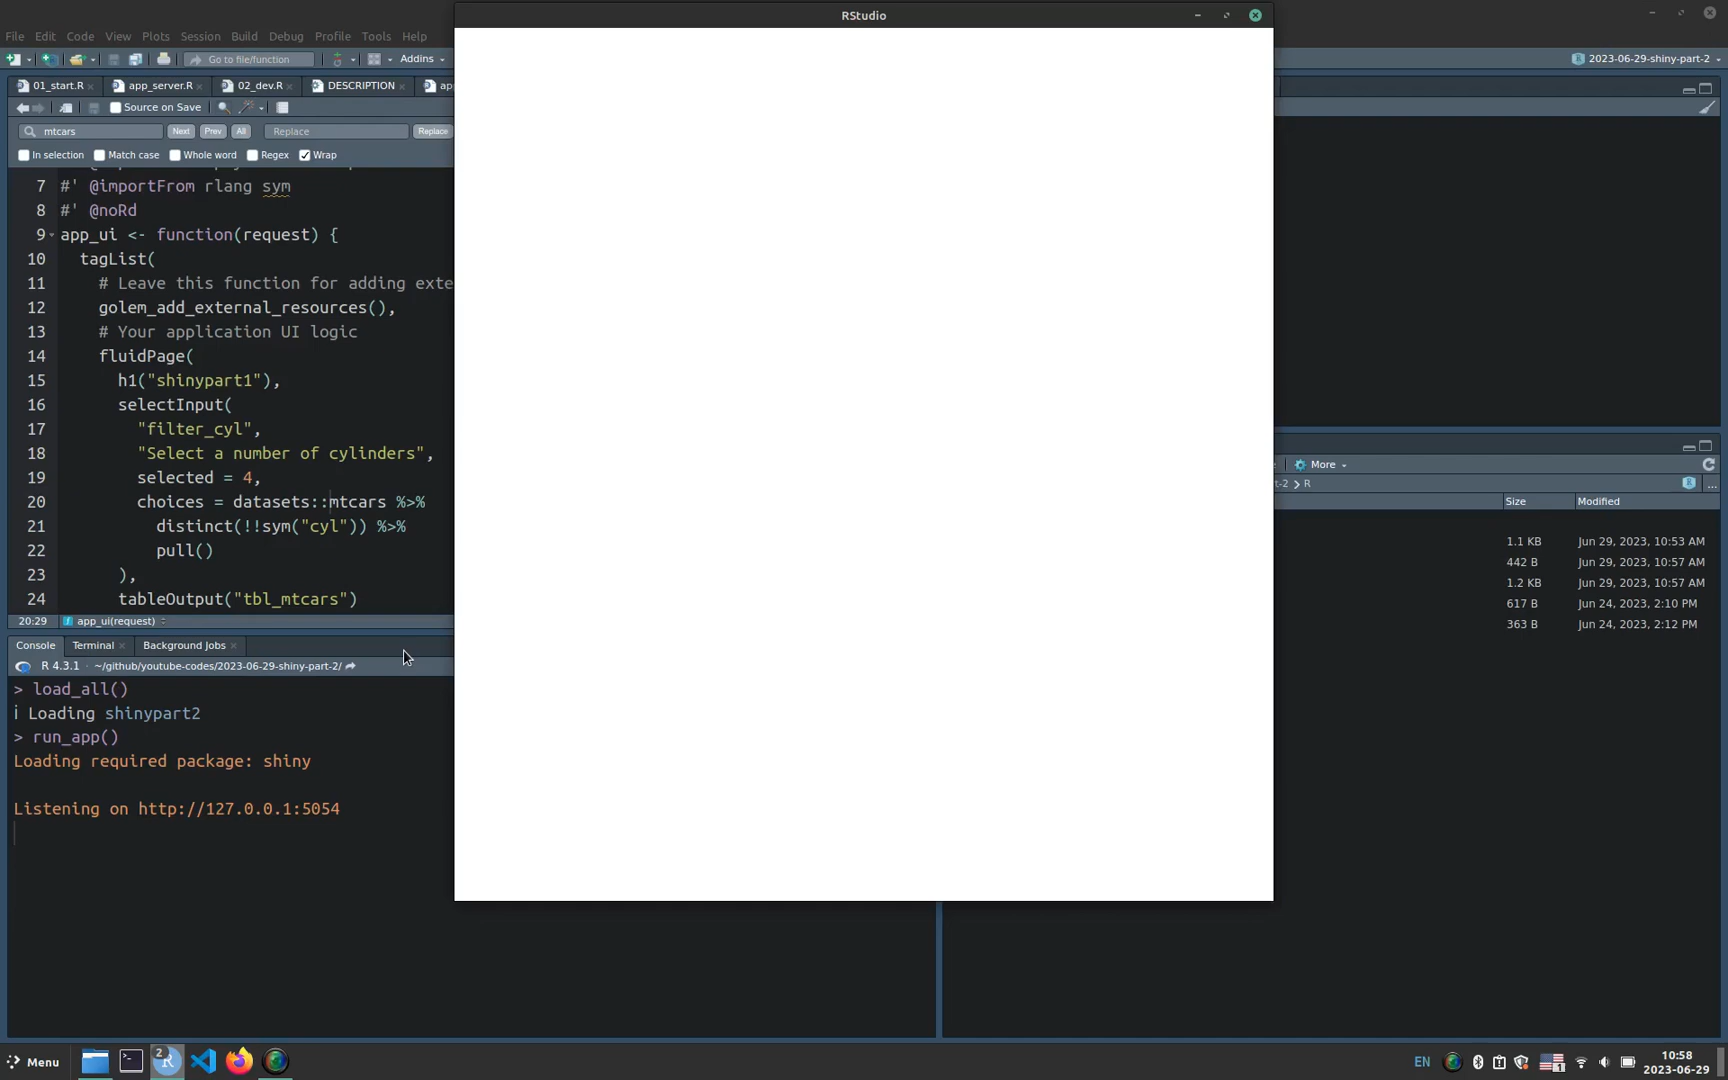 RStudio
File Edit Code View Plots Session Build Debug Profile Tools Help
Go to file/function Addins 2023-06-29-shiny-part-2
01_start.R app_server.R 02_dev.R DESCRIPTION ap
Source on Save
mtcars Next Prev All Replace Replace
In selection Match case Whole word Regex Wrap
7 #' @importFrom rlang sym
8 #' @noRd
9 app_ui <- function(request) {
10 tagList(
11 # Leave this function for adding exte
12 golem_add_external_resources(),
13 # Your application UI logic
14 fluidPage(
15 h1("shinypart1"),
16 selectInput(
17 "filter_cyl",
18 "Select a number of cylinders",
19 selected = 4,
20 choices = datasets::mtcars %>%
21 distinct(!!sym("cyl")) %>%
22 pull()
23 ),
24 tableOutput("tbl_mtcars")
20:29 app_ui(request)
Console Terminal Background Jobs
R 4.3.1 · ~/github/youtube-codes/2023-06-29-shiny-part-2/
> load_all()
ℹ Loading shinypart2
> run_app()
Loading required package: shiny
Listening on http://127.0.0.1:5054
More
t-2 R ...
Size Modified
1.1 KB Jun 29, 2023, 10:53 AM
442 B Jun 29, 2023, 10:57 AM
1.2 KB Jun 29, 2023, 10:57 AM
617 B Jun 24, 2023, 2:10 PM
363 B Jun 24, 2023, 2:12 PM
Menu 2 R EN 1 10:58
2023-06-29